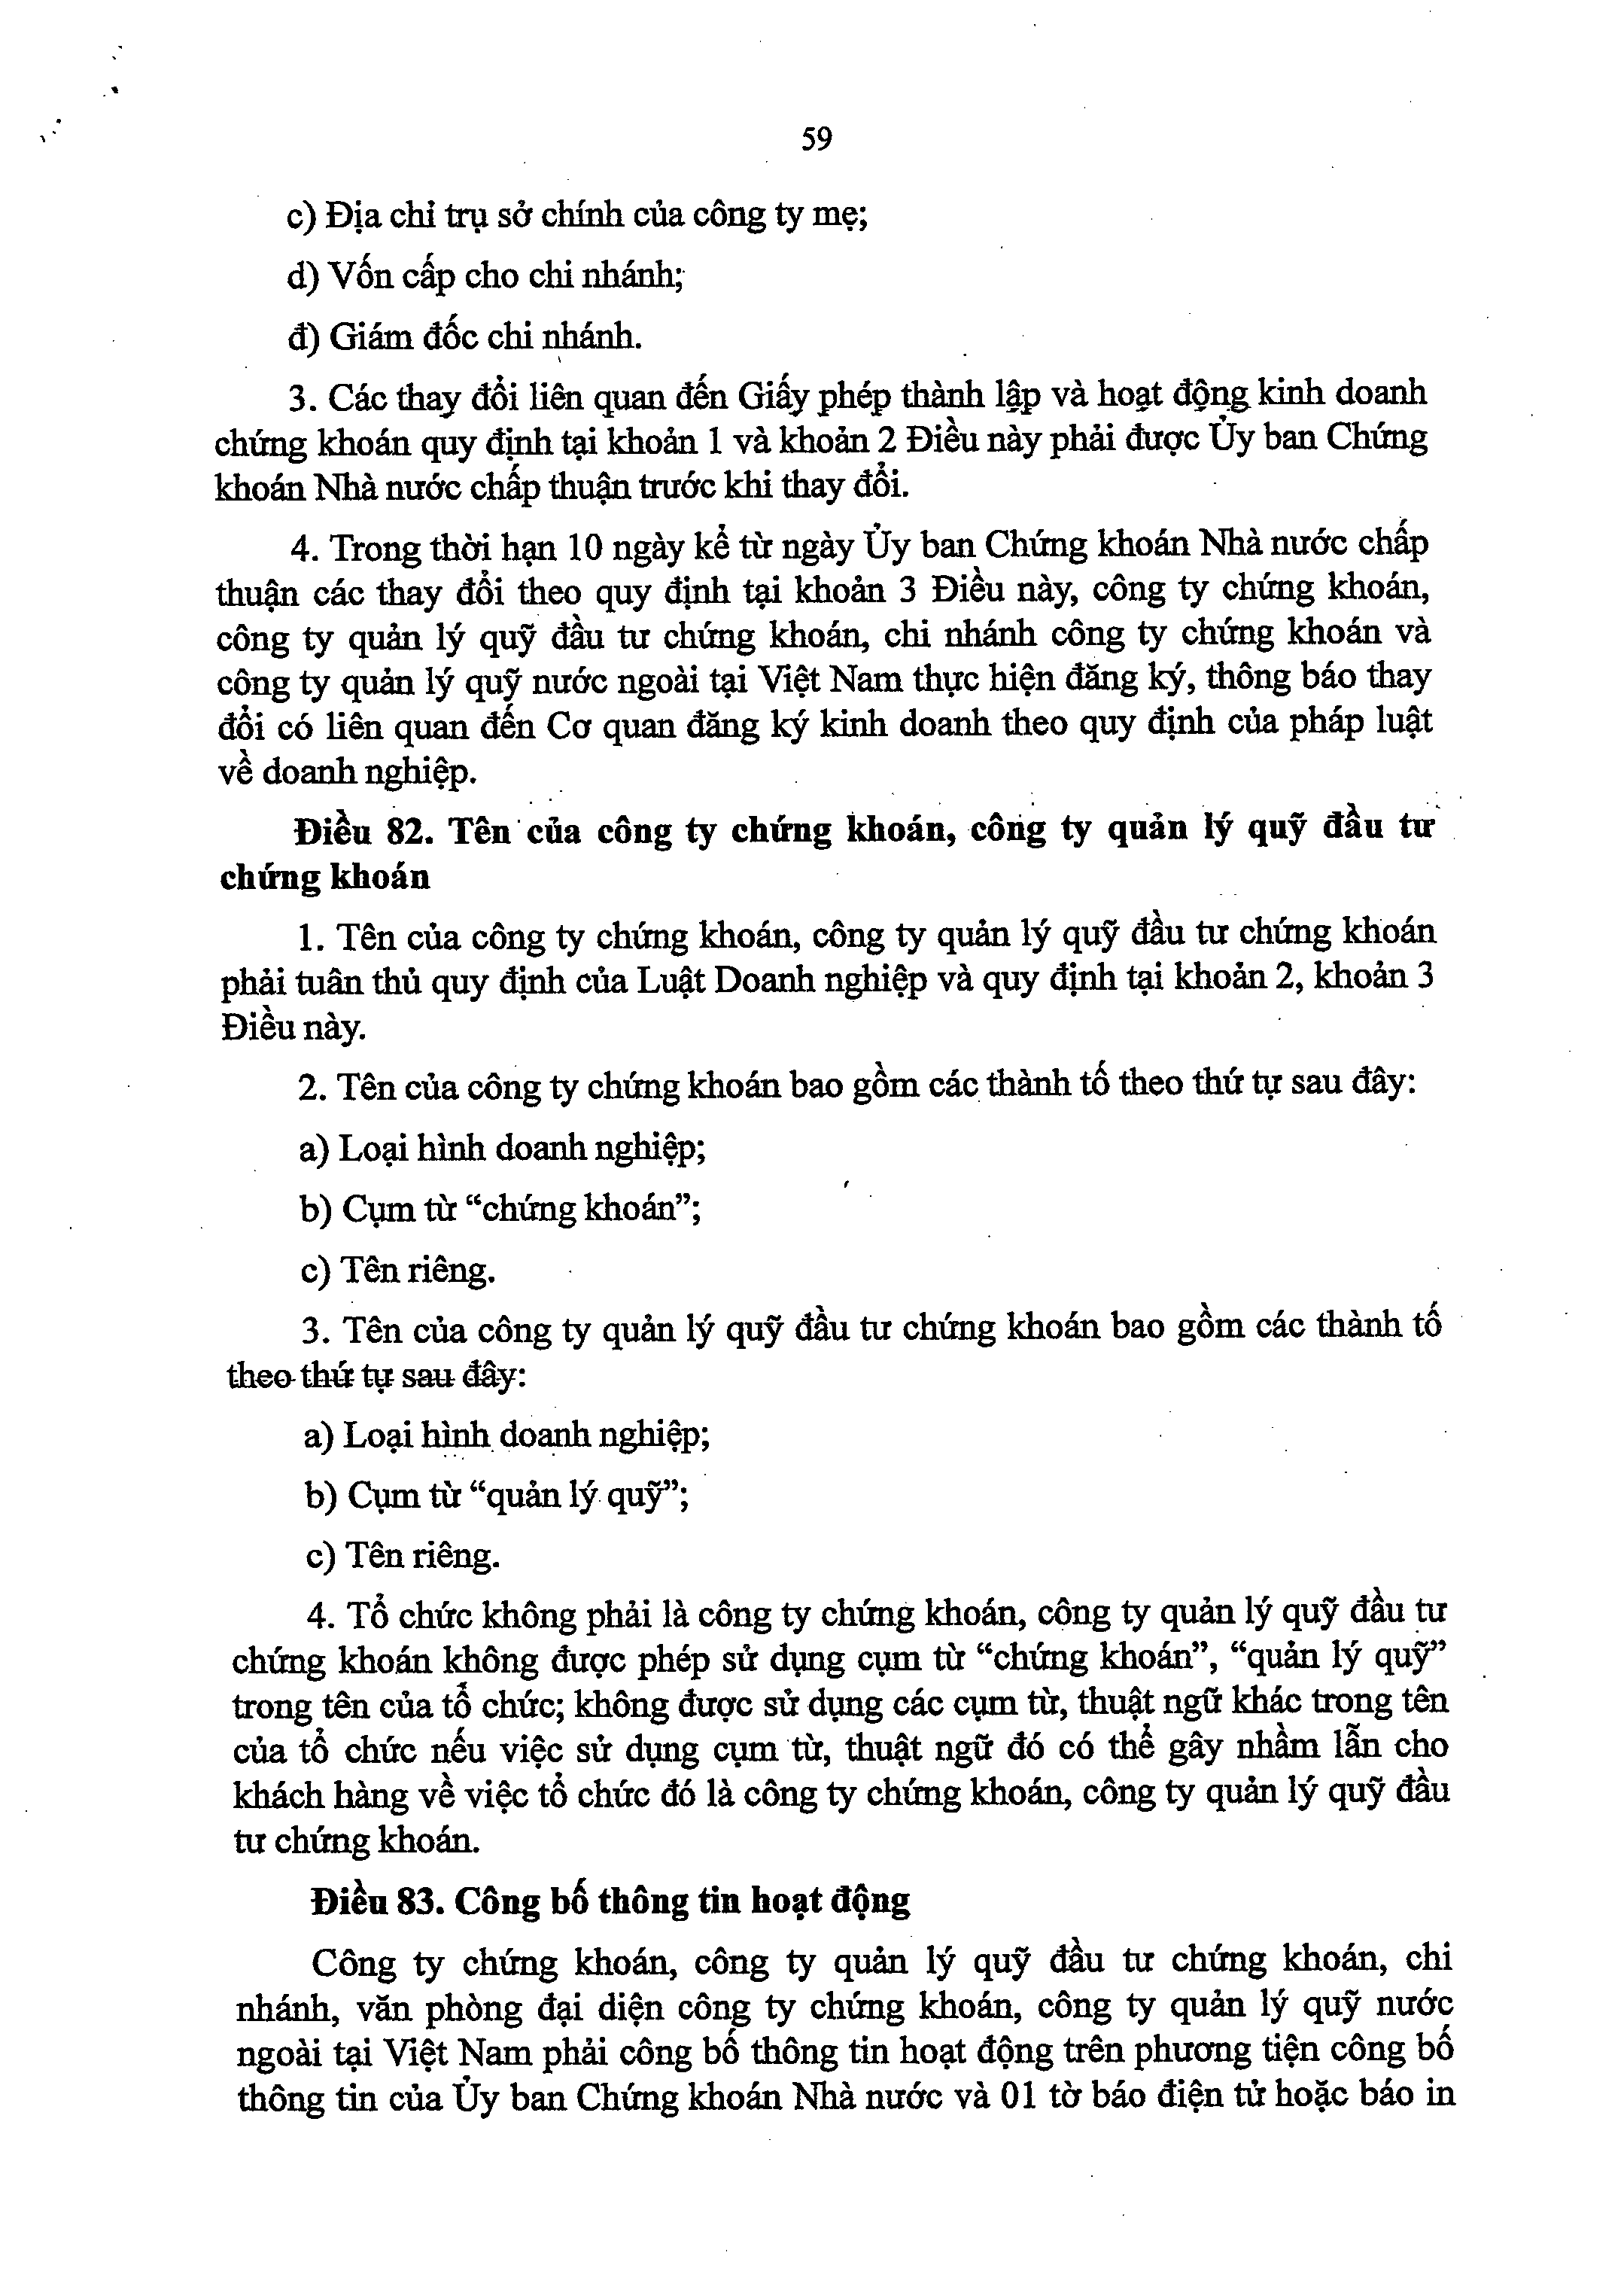 59
c) Địa chỉ trụ sở chính của công ty mẹ;
d) Vốn cấp cho chi nhánh;
đ) Giám đốc chi nhánh.
3. Các thay đổi liên quan đến Giấy phép thành lập và hoạt động kinh doanh
chứng khoán quy định tại khoản 1 và khoản 2 Điều này phải được Ủy ban Chứng
khoán Nhà nước chấp thuận trước khi thay đổi.
4. Trong thời hạn 10 ngày kể từ ngày Ủy ban Chứng khoán Nhà nước chấp
thuận các thay đổi theo quy định tại khoản 3 Điều này, công ty chứng khoán,
công ty quản lý quỹ đầu tư chứng khoán, chi nhánh công ty chứng khoán và
công ty quản lý quỹ nước ngoài tại Việt Nam thực hiện đăng ký, thông báo thay
đổi có liên quan đến Cơ quan đăng ký kinh doanh theo quy định của pháp luật
về doanh nghiệp.
Điều 82. Tên của công ty chứng khoán, công ty quản lý quỹ đầu tư
chứng khoán
1. Tên của công ty chứng khoán, công ty quản lý quỹ đầu tư chứng khoán
phải tuân thủ quy định của Luật Doanh nghiệp và quy định tại khoản 2, khoản 3
Điều này.
2. Tên của công ty chứng khoán bao gồm các thành tố theo thứ tự sau đây:
a) Loại hình doanh nghiệp;
b) Cụm từ “chứng khoán”;
c) Tên riêng.
3. Tên của công ty quản lý quỹ đầu tư chứng khoán bao gồm các thành tố
theo thứ tự sau đây:
a) Loại hình doanh nghiệp;
b) Cụm từ “quản lý quỹ”;
c) Tên riêng.
4. Tổ chức không phải là công ty chứng khoán, công ty quản lý quỹ đầu tư
chứng khoán không được phép sử dụng cụm từ “chứng khoán”, “quản lý quỹ”
trong tên của tổ chức; không được sử dụng các cụm từ, thuật ngữ khác trong tên
của tổ chức nếu việc sử dụng cụm từ, thuật ngữ đó có thể gây nhầm lẫn cho
khách hàng về việc tổ chức đó là công ty chứng khoán, công ty quản lý quỹ đầu
tư chứng khoán.
Điều 83. Công bố thông tin hoạt động
Công ty chứng khoán, công ty quản lý quỹ đầu tư chứng khoán, chi
nhánh, văn phòng đại diện công ty chứng khoán, công ty quản lý quỹ nước
ngoài tại Việt Nam phải công bố thông tin hoạt động trên phương tiện công bố
thông tin của Ủy ban Chứng khoán Nhà nước và 01 tờ báo điện tử hoặc báo in